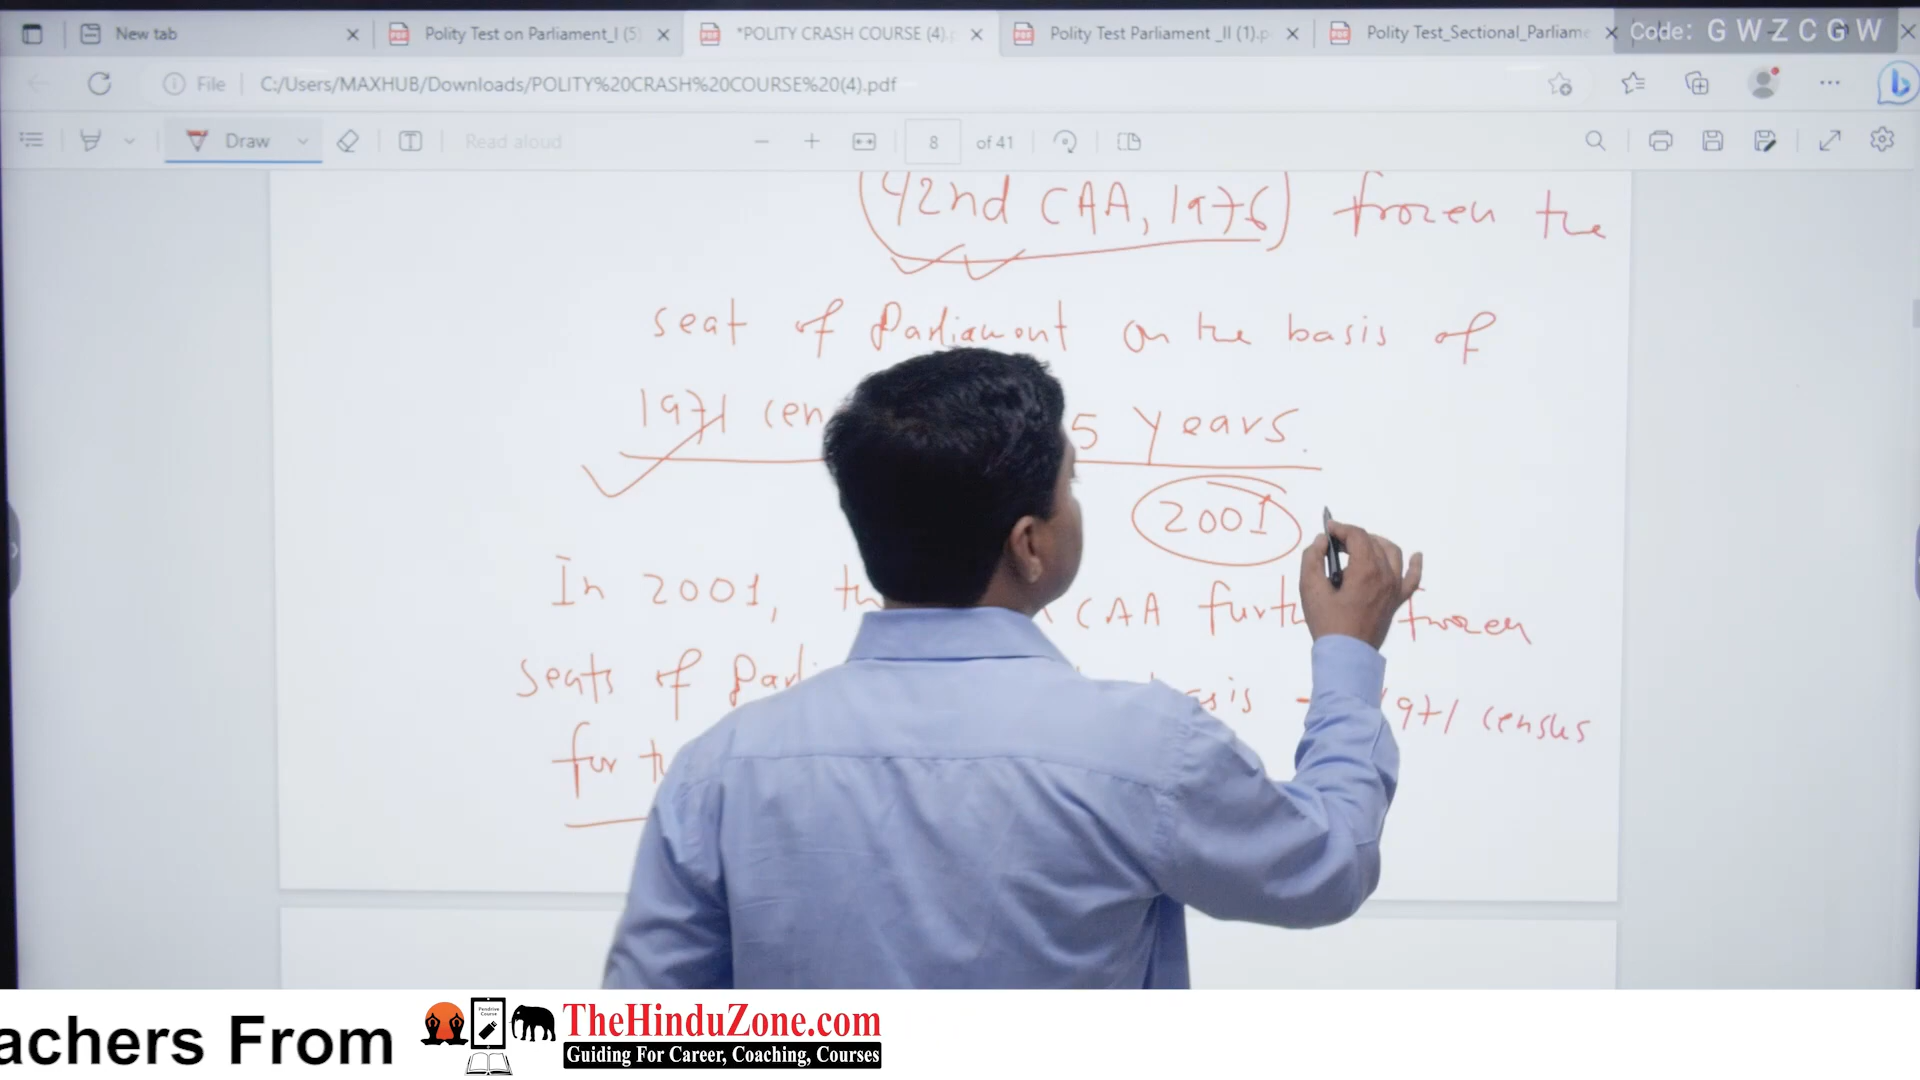 New tab
Polity Test on Parliament_I (5)
*POLITY CRASH COURSE (4).p
Polity Test Parliament _II (1).p
Polity Test_Sectional_Parliame
Code: G W Z C G W
File
C:/Users/MAXHUB/Downloads/POLITY%20CRASH%20COURSE%20(4).pdf
Draw
Read aloud
8 of 41
(42nd CAA, 1976) frozen the
seat of Parliament on the basis of
1971 cen 5 Years.
2001
In 2001, th CAA furth frozen
Seats of Parli asis 1971 census
for t
achers From
TheHinduZone.com
Guiding For Career, Coaching, Courses